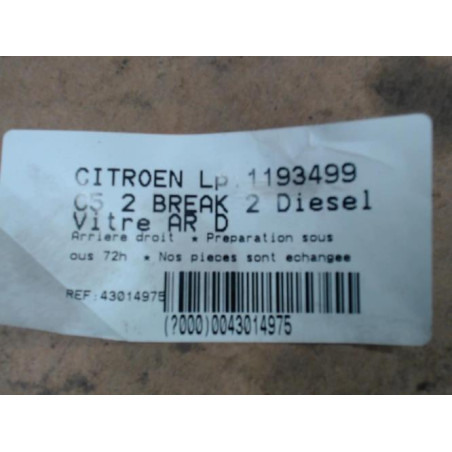 CITROEN Lp.1193499
C5 2 BREAK 2 Diesel
Vitre AR D
Arriere droit * Preparation sous
ous 72h * Nos pieces sont echangee
REF:43014975
(?000)0043014975